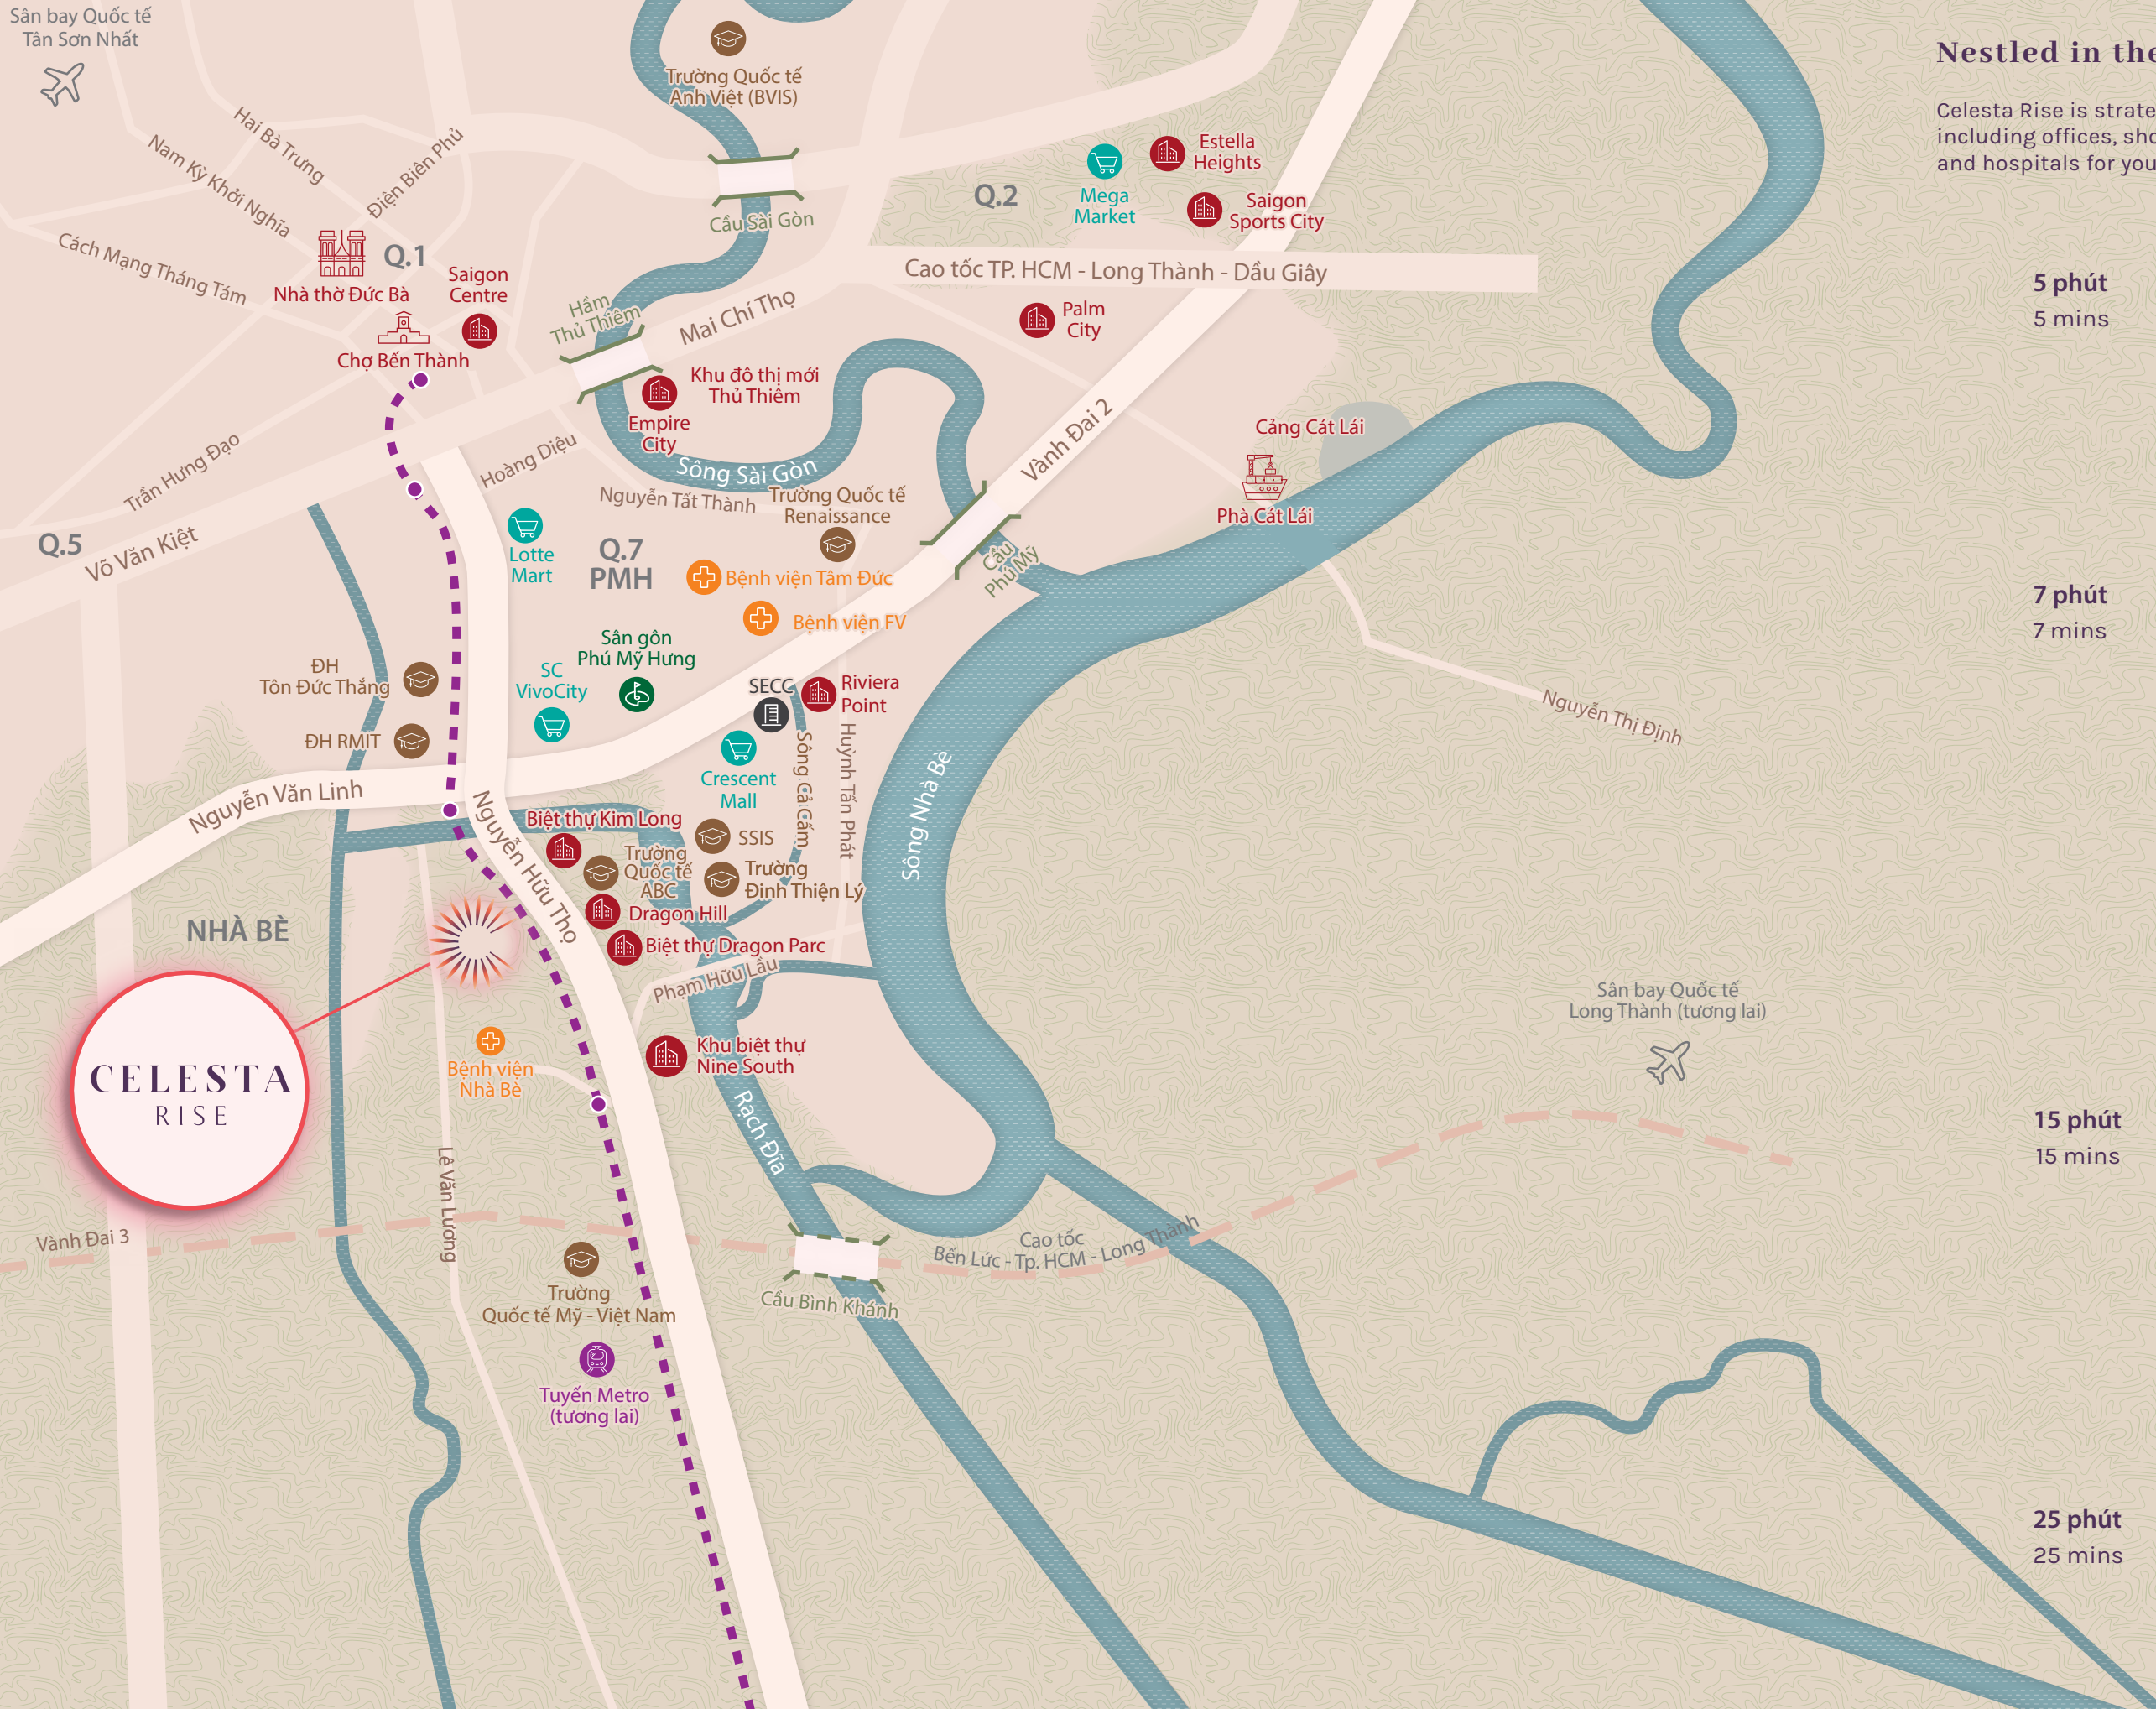 Sân bay Quốc tế
Tân Sơn Nhất
Trường Quốc tế
Anh Việt (BVIS)
Nestled in the
Celesta Rise is strate
including offices, sho
and hospitals for you
Hai Bà Trưng
Nam Kỳ Khởi Nghĩa
Điện Biên Phủ
Cách Mạng Tháng Tám
Cầu Sài Gòn
Q.2
Mega
Market
Estella
Heights
Saigon
Sports City
Q.1
Nhà thờ Đức Bà
Saigon
Centre
Chợ Bến Thành
Hầm
Thủ Thiêm
Mai Chí Thọ
Cao tốc TP. HCM - Long Thành - Dầu Giây
Palm
City
5 phút
5 mins
Khu đô thị mới
Thủ Thiêm
Empire
City
Sông Sài Gòn
Vành Đai 2
Cảng Cát Lái
Phà Cát Lái
Trần Hưng Đạo
Hoàng Diệu
Nguyễn Tất Thành
Trường Quốc tế
Renaissance
Q.5
Võ Văn Kiệt
Lotte
Mart
Q.7
PMH
Bệnh viện Tâm Đức
Cầu
Phú Mỹ
Bệnh viện FV
7 phút
7 mins
Sân gôn
Phú Mỹ Hưng
ĐH
Tôn Đức Thắng
SC
VivoCity
SECC
Riviera
Point
Nguyễn Thị Định
ĐH RMIT
Crescent
Mall
Sông Cả Cấm
Huỳnh Tấn Phát
Sông Nhà Bè
Nguyễn Văn Linh
Nguyễn Hữu Thọ
Biệt thự Kim Long
SSIS
Trường
Quốc tế
ABC
Trường
Đinh Thiện Lý
Dragon Hill
NHÀ BÈ
Biệt thự Dragon Parc
Phạm Hữu Lầu
Sân bay Quốc tế
Long Thành (tương lai)
CELESTA
RISE
Bệnh viện
Nhà Bè
Khu biệt thự
Nine South
Rạch Đĩa
15 phút
15 mins
Lê Văn Lương
Vành Đai 3
Cao tốc
Bến Lức - Tp. HCM - Long Thành
Cầu Bình Khánh
Trường
Quốc tế Mỹ - Việt Nam
Tuyến Metro
(tương lai)
25 phút
25 mins